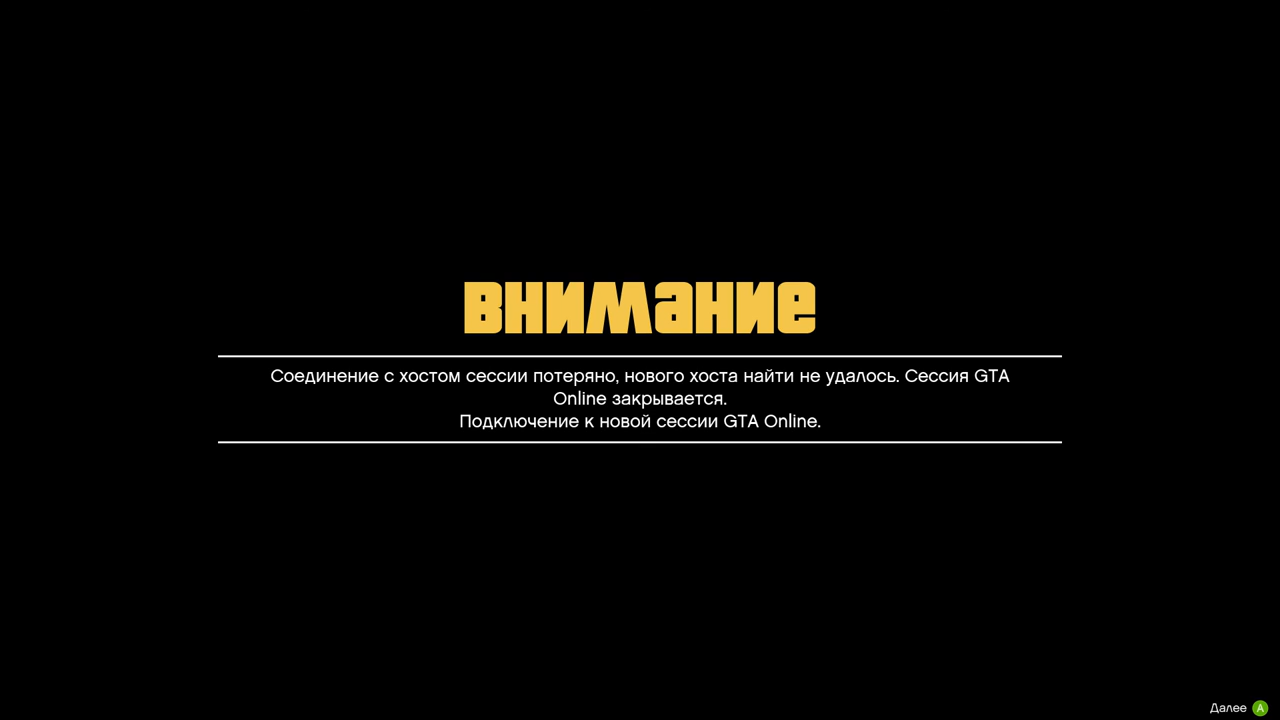 внимание
Соединение с хостом сессии потеряно, нового хоста найти не удалось. Сессия GTA
Online закрывается.
Подключение к новой сессии GTA Online.
Далее A